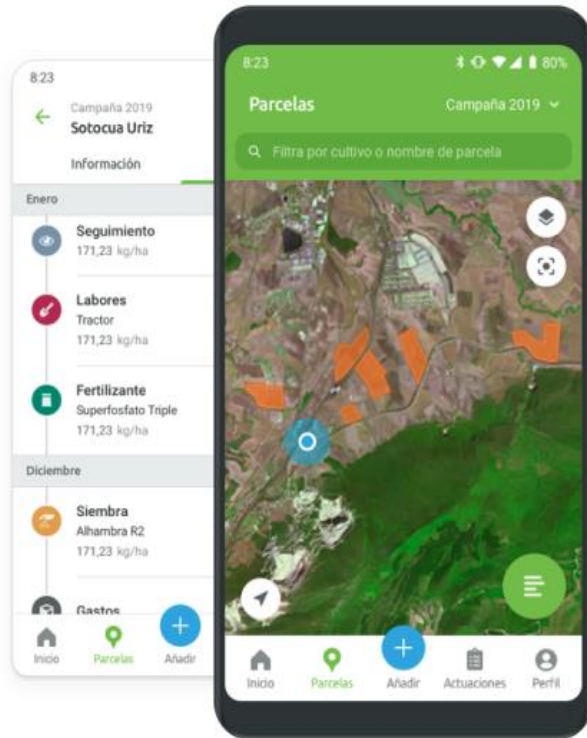 8:23
Campaña 2019
Sotocua Uriz
Información
Enero
Seguimiento
171,23 kg/ha
Labores
Tractor
171,23 kg/ha
Fertilizante
Superfosfato Triple
171,23 kg/ha
Diciembre
Siembra
Alhambra R2
171,23 kg/ha
Gastos
Inicio
Parcelas
Añadir
8:23
80%
Parcelas
Campaña 2019
Filtra por cultivo o nombre de parcela
Inicio
Parcelas
Añadir
Actuaciones
Perfil